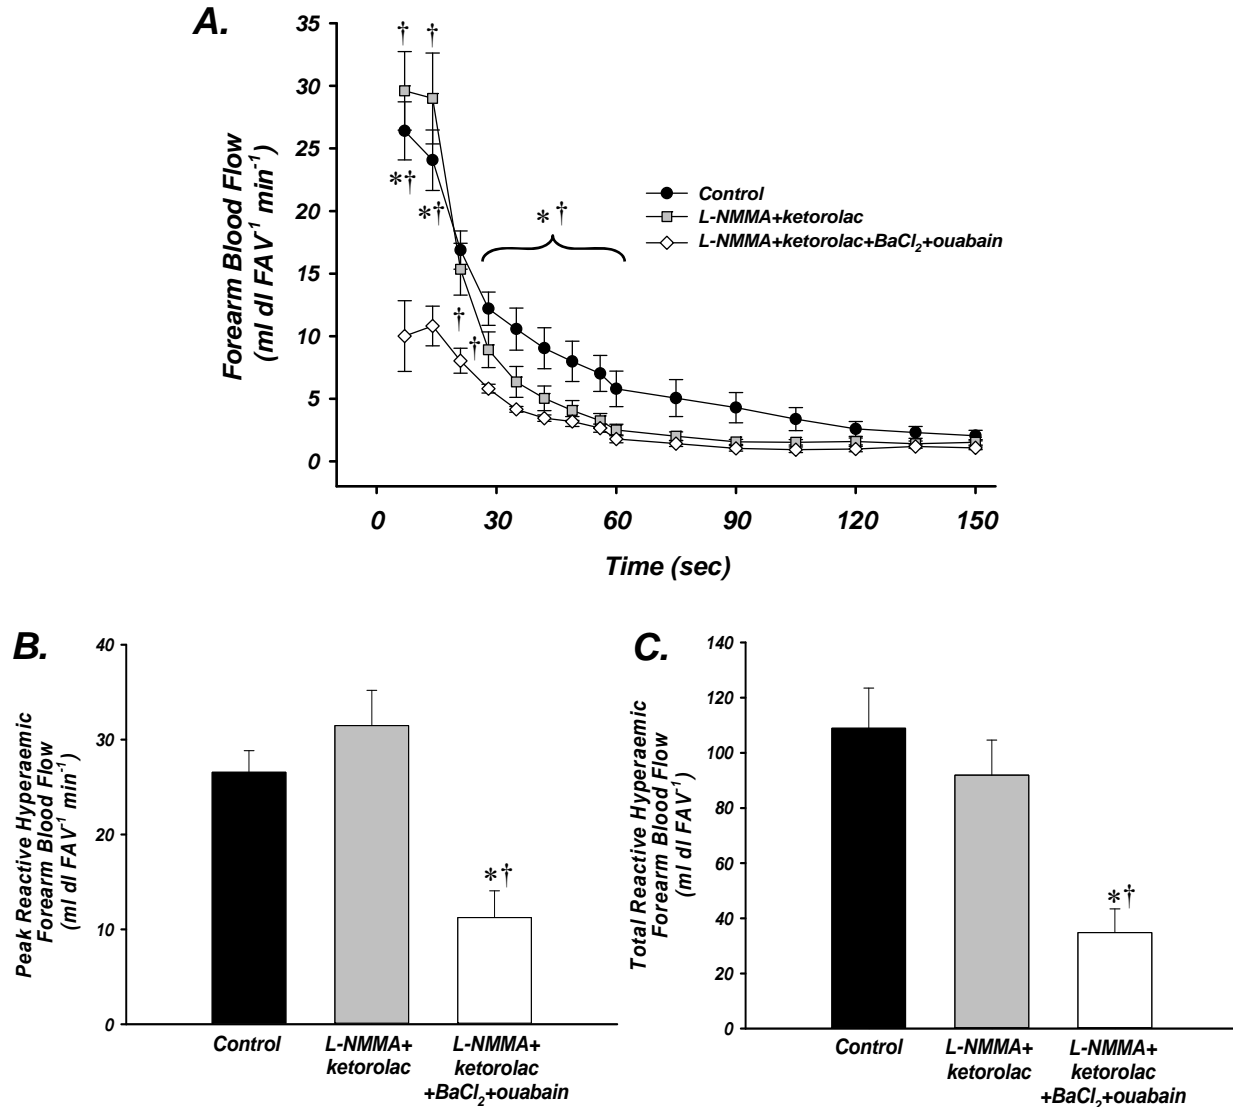 A.
Forearm Blood Flow
(ml dl FAV⁻¹ min⁻¹)
35
30
25
20
15
10
5
0
†
†
*†
*†
†
†
*†
Control
L-NMMA+ketorolac
L-NMMA+ketorolac+BaCl₂+ouabain
0
30
60
90
120
150
Time (sec)
B.
Peak Reactive Hyperaemic
Forearm Blood Flow
(ml dl FAV⁻¹ min⁻¹)
40
30
20
10
0
*†
Control
L-NMMA+
ketorolac
L-NMMA+
ketorolac
+BaCl₂+ouabain
C.
Total Reactive Hyperaemic
Forearm Blood Flow
(ml dl FAV⁻¹)
140
120
100
80
60
40
20
0
*†
Control
L-NMMA+
ketorolac
L-NMMA+
ketorolac
+BaCl₂+ouabain